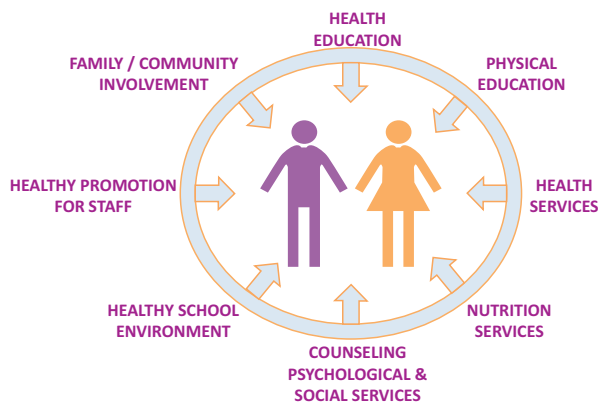 HEALTH
EDUCATION
FAMILY / COMMUNITY
INVOLVEMENT
PHYSICAL
EDUCATION
HEALTHY PROMOTION
FOR STAFF
HEALTH
SERVICES
HEALTHY SCHOOL
ENVIRONMENT
NUTRITION
SERVICES
COUNSELING
PSYCHOLOGICAL &
SOCIAL SERVICES